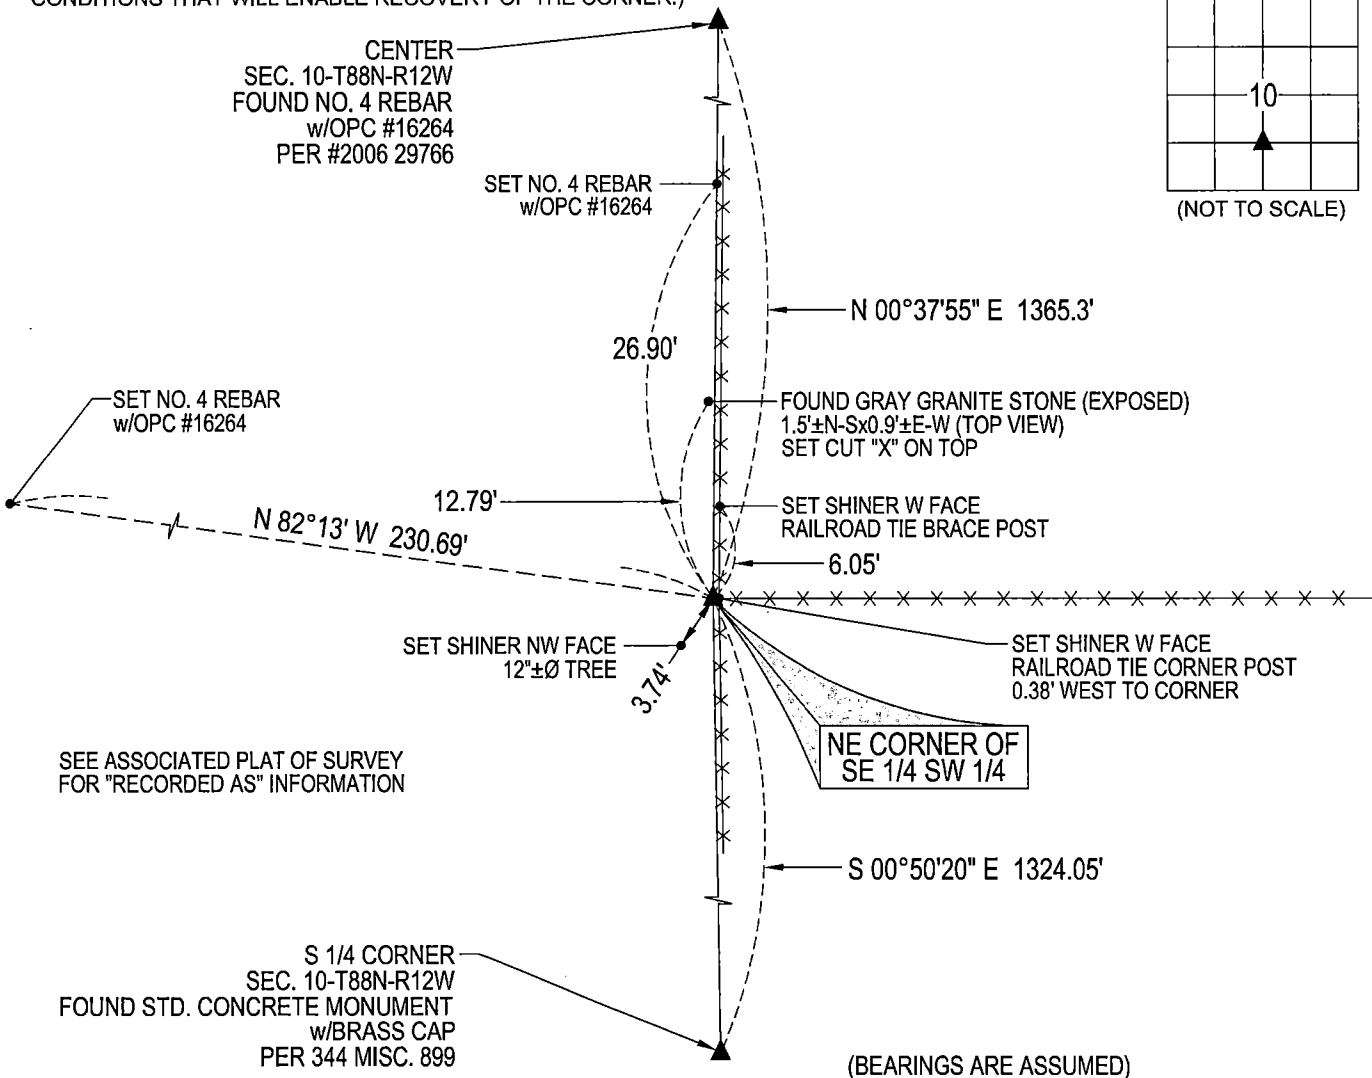 CONDITIONS THAT WILL ENABLE RECOVERY OF THE CORNER.)
CENTER
SEC. 10-T88N-R12W
FOUND NO. 4 REBAR
w/OPC #16264
PER #2006 29766
10
(NOT TO SCALE)
SET NO. 4 REBAR
w/OPC #16264
N 00°37'55" E 1365.3'
26.90'
SET NO. 4 REBAR
w/OPC #16264
FOUND GRAY GRANITE STONE (EXPOSED)
1.5'±N-Sx0.9'±E-W (TOP VIEW)
SET CUT "X" ON TOP
12.79'
N 82°13' W 230.69'
SET SHINER W FACE
RAILROAD TIE BRACE POST
6.05'
SET SHINER NW FACE
12"±Ø TREE
3.74'
SET SHINER W FACE
RAILROAD TIE CORNER POST
0.38' WEST TO CORNER
NE CORNER OF
SE 1/4 SW 1/4
SEE ASSOCIATED PLAT OF SURVEY
FOR "RECORDED AS" INFORMATION
S 00°50'20" E 1324.05'
S 1/4 CORNER
SEC. 10-T88N-R12W
FOUND STD. CONCRETE MONUMENT
w/BRASS CAP
PER 344 MISC. 899
(BEARINGS ARE ASSUMED)